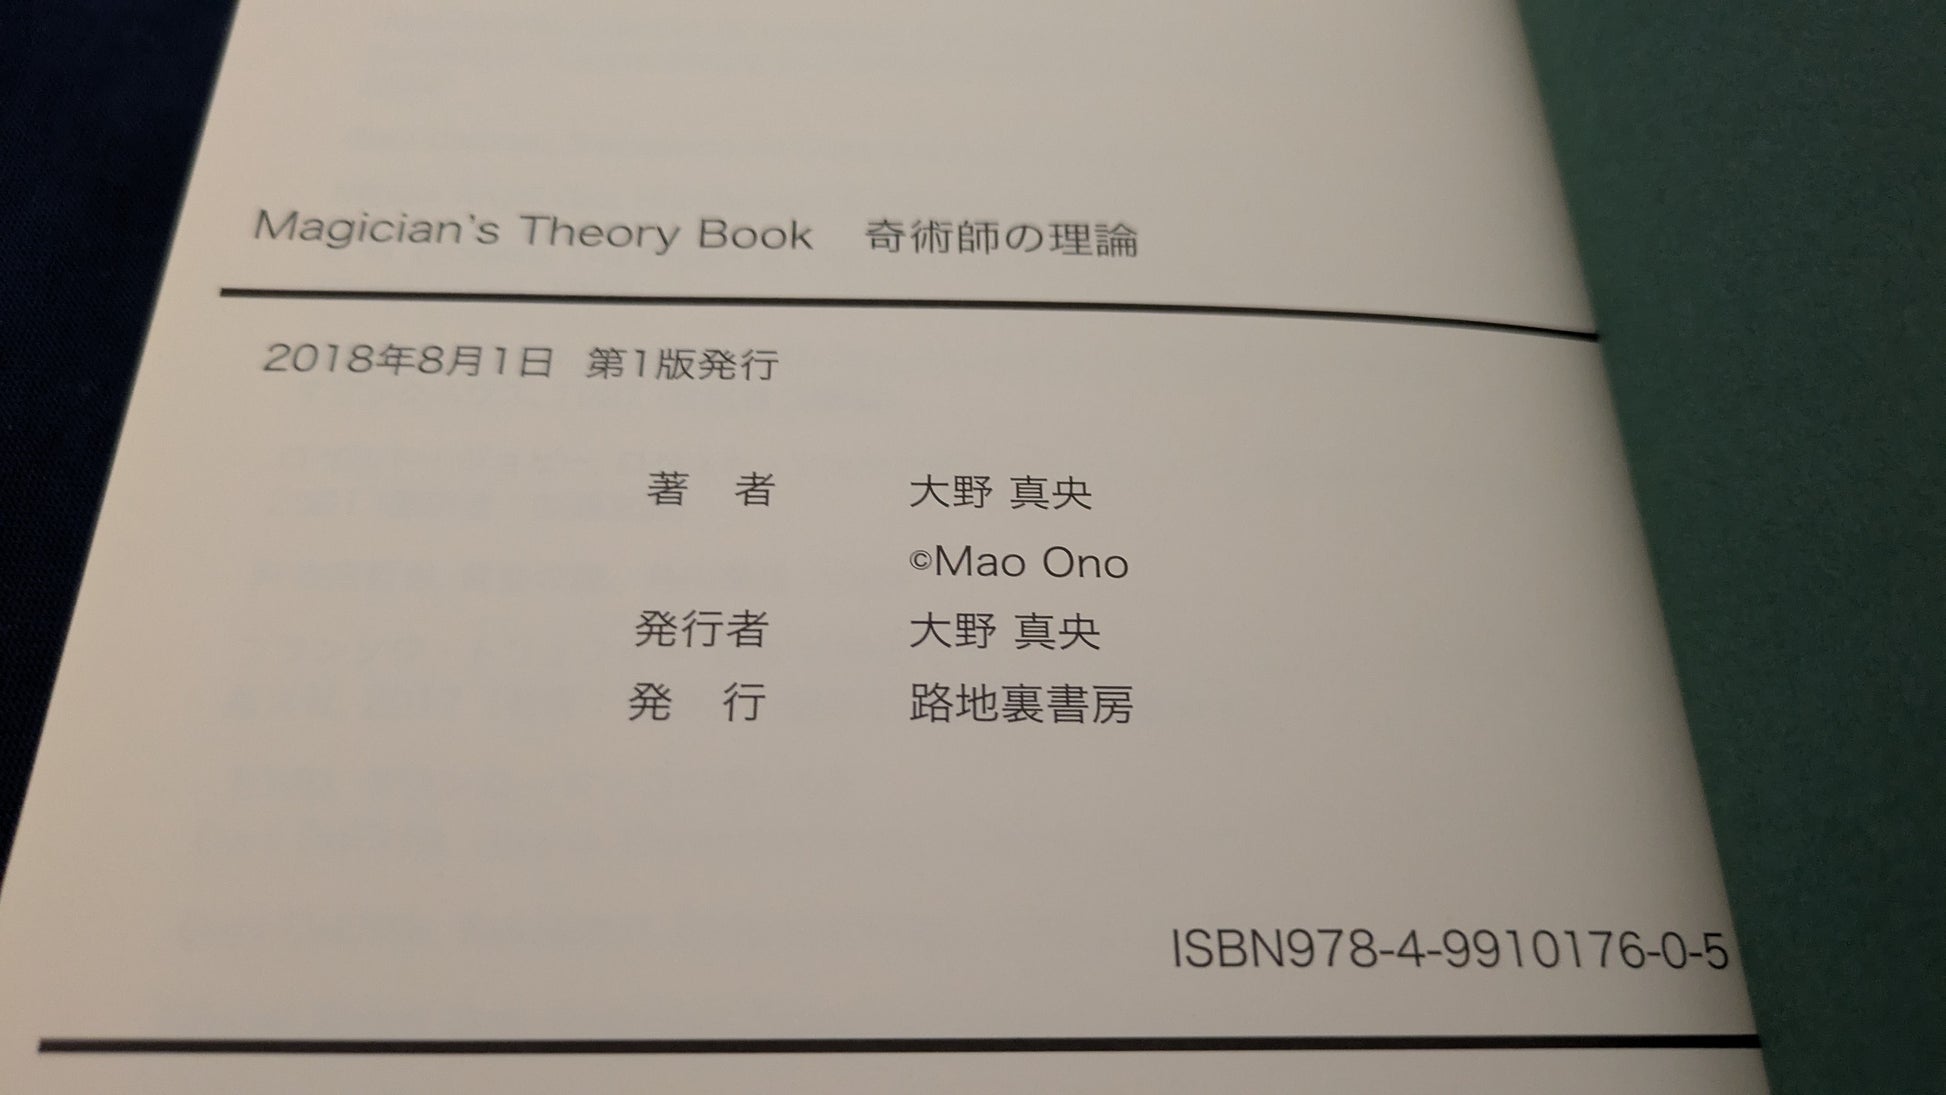 Magician's Theory Book　奇術師の理論
2018年8月1日 第1版発行
著　者　大野 真央
©Mao Ono
発行者　大野 真央
発　行　路地裏書房
ISBN978-4-9910176-0-5